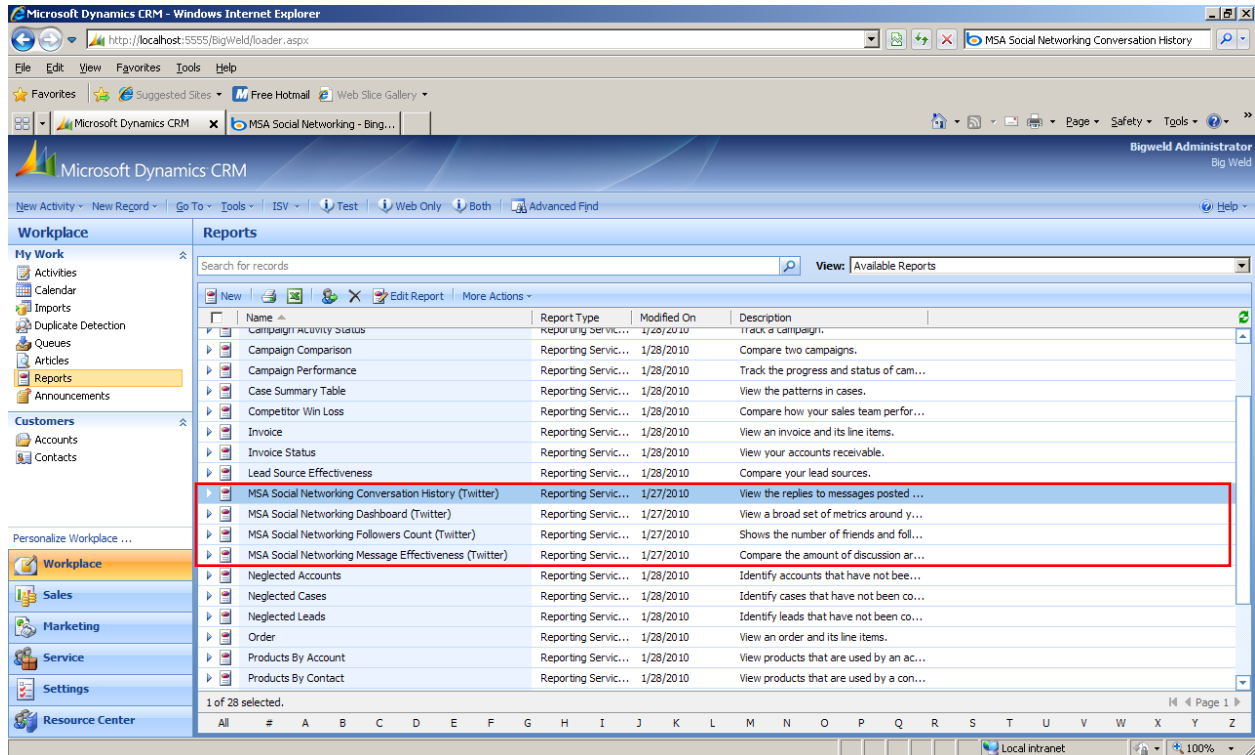 Microsoft Dynamics CRM - Windows Internet Explorer
http://localhost:5555/BigWeld/loader.aspx
MSA Social Networking Conversation History
File Edit View Favorites Tools Help
Favorites Suggested Sites Free Hotmail Web Slice Gallery
Microsoft Dynamics CRM MSA Social Networking - Bing... Page Safety Tools »
Microsoft Dynamics CRM
Bigweld Administrator
Big Weld
New Activity New Record Go To Tools ISV Test Web Only Both Advanced Find Help
Workplace
My Work
Activities
Calendar
Imports
Duplicate Detection
Queues
Articles
Reports
Announcements
Customers
Accounts
Contacts
Personalize Workplace ...
Workplace
Sales
Marketing
Service
Settings
Resource Center
Reports
Search for records View: Available Reports
New Edit Report More Actions
Name Report Type Modified On Description
Campaign Activity Status Reporting Servic... 1/28/2010 Track a campaign.
Campaign Comparison Reporting Servic... 1/28/2010 Compare two campaigns.
Campaign Performance Reporting Servic... 1/28/2010 Track the progress and status of cam...
Case Summary Table Reporting Servic... 1/28/2010 View the patterns in cases.
Competitor Win Loss Reporting Servic... 1/28/2010 Compare how your sales team perfor...
Invoice Reporting Servic... 1/28/2010 View an invoice and its line items.
Invoice Status Reporting Servic... 1/28/2010 View your accounts receivable.
Lead Source Effectiveness Reporting Servic... 1/28/2010 Compare your lead sources.
MSA Social Networking Conversation History (Twitter) Reporting Servic... 1/27/2010 View the replies to messages posted ...
MSA Social Networking Dashboard (Twitter) Reporting Servic... 1/27/2010 View a broad set of metrics around y...
MSA Social Networking Followers Count (Twitter) Reporting Servic... 1/27/2010 Shows the number of friends and foll...
MSA Social Networking Message Effectiveness (Twitter) Reporting Servic... 1/27/2010 Compare the amount of discussion ar...
Neglected Accounts Reporting Servic... 1/28/2010 Identify accounts that have not bee...
Neglected Cases Reporting Servic... 1/28/2010 Identify cases that have not been co...
Neglected Leads Reporting Servic... 1/28/2010 Identify leads that have not been co...
Order Reporting Servic... 1/28/2010 View an order and its line items.
Products By Account Reporting Servic... 1/28/2010 View products that are used by an ac...
Products By Contact Reporting Servic... 1/28/2010 View products that are used by a con...
1 of 28 selected. Page 1
All # A B C D E F G H I J K L M N O P Q R S T U V W X Y Z
Local intranet 100%